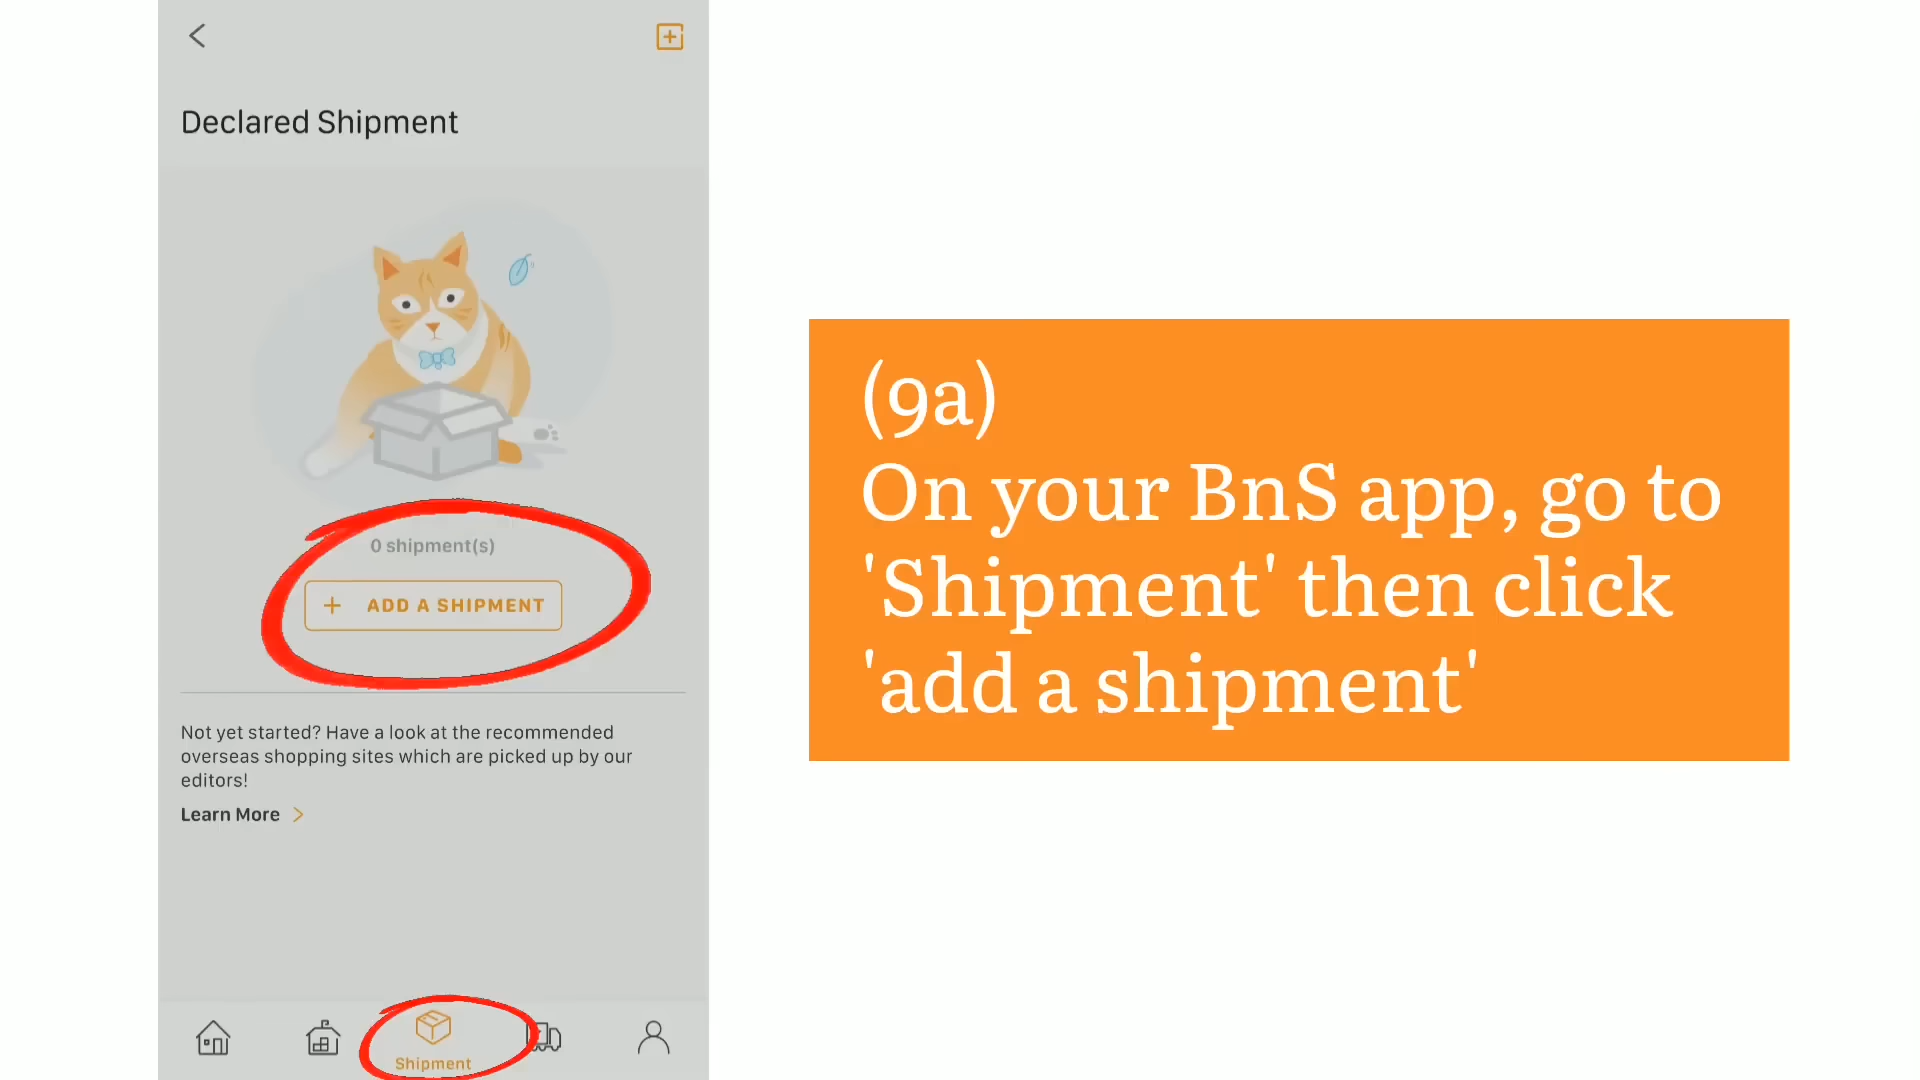 Declared Shipment
0 shipment(s)
+ ADD A SHIPMENT
Not yet started? Have a look at the recommended
overseas shopping sites which are picked up by our
editors!
Learn More >
Shipment
(9a)
On your BnS app, go to
'Shipment' then click
'add a shipment'